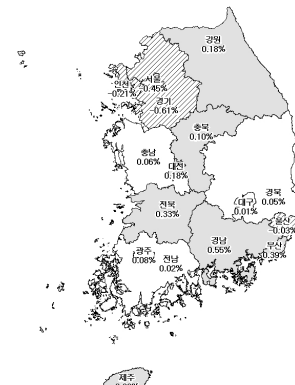 강원
0.18%
서울
0.45%
인천
0.21%
경기
0.61%
충북
0.10%
충남
0.06%
대전
0.18%
경북
0.05%
대구
0.01%
울산
0.03%
전북
0.33%
경남
0.55%
부산
0.39%
광주
0.08%
전남
0.02%
제주